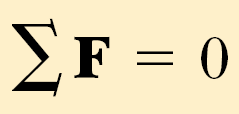 ∑ F = 0